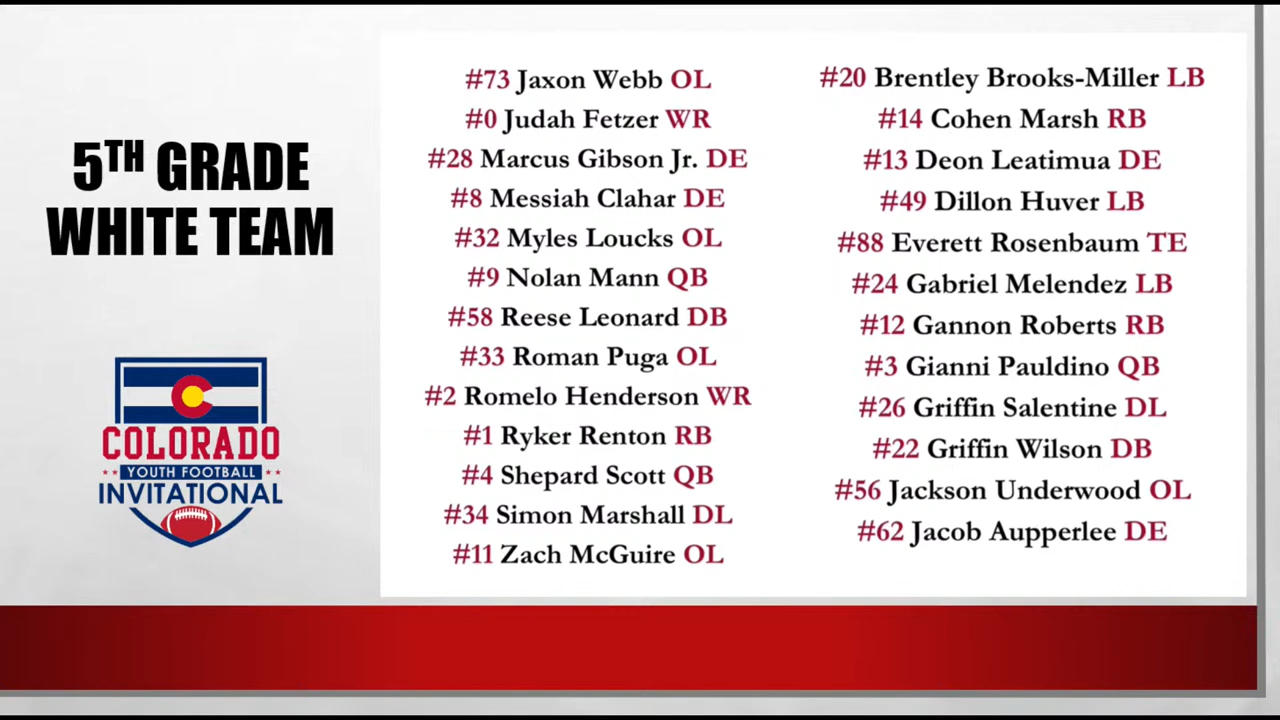 5TH GRADE
WHITE TEAM
COLORADO
YOUTH FOOTBALL
INVITATIONAL
#73 Jaxon Webb OL
#0 Judah Fetzer WR
#28 Marcus Gibson Jr. DE
#8 Messiah Clahar DE
#32 Myles Loucks OL
#9 Nolan Mann QB
#58 Reese Leonard DB
#33 Roman Puga OL
#2 Romelo Henderson WR
#1 Ryker Renton RB
#4 Shepard Scott QB
#34 Simon Marshall DL
#11 Zach McGuire OL
#20 Brentley Brooks-Miller LB
#14 Cohen Marsh RB
#13 Deon Leatimua DE
#49 Dillon Huver LB
#88 Everett Rosenbaum TE
#24 Gabriel Melendez LB
#12 Gannon Roberts RB
#3 Gianni Pauldino QB
#26 Griffin Salentine DL
#22 Griffin Wilson DB
#56 Jackson Underwood OL
#62 Jacob Aupperlee DE